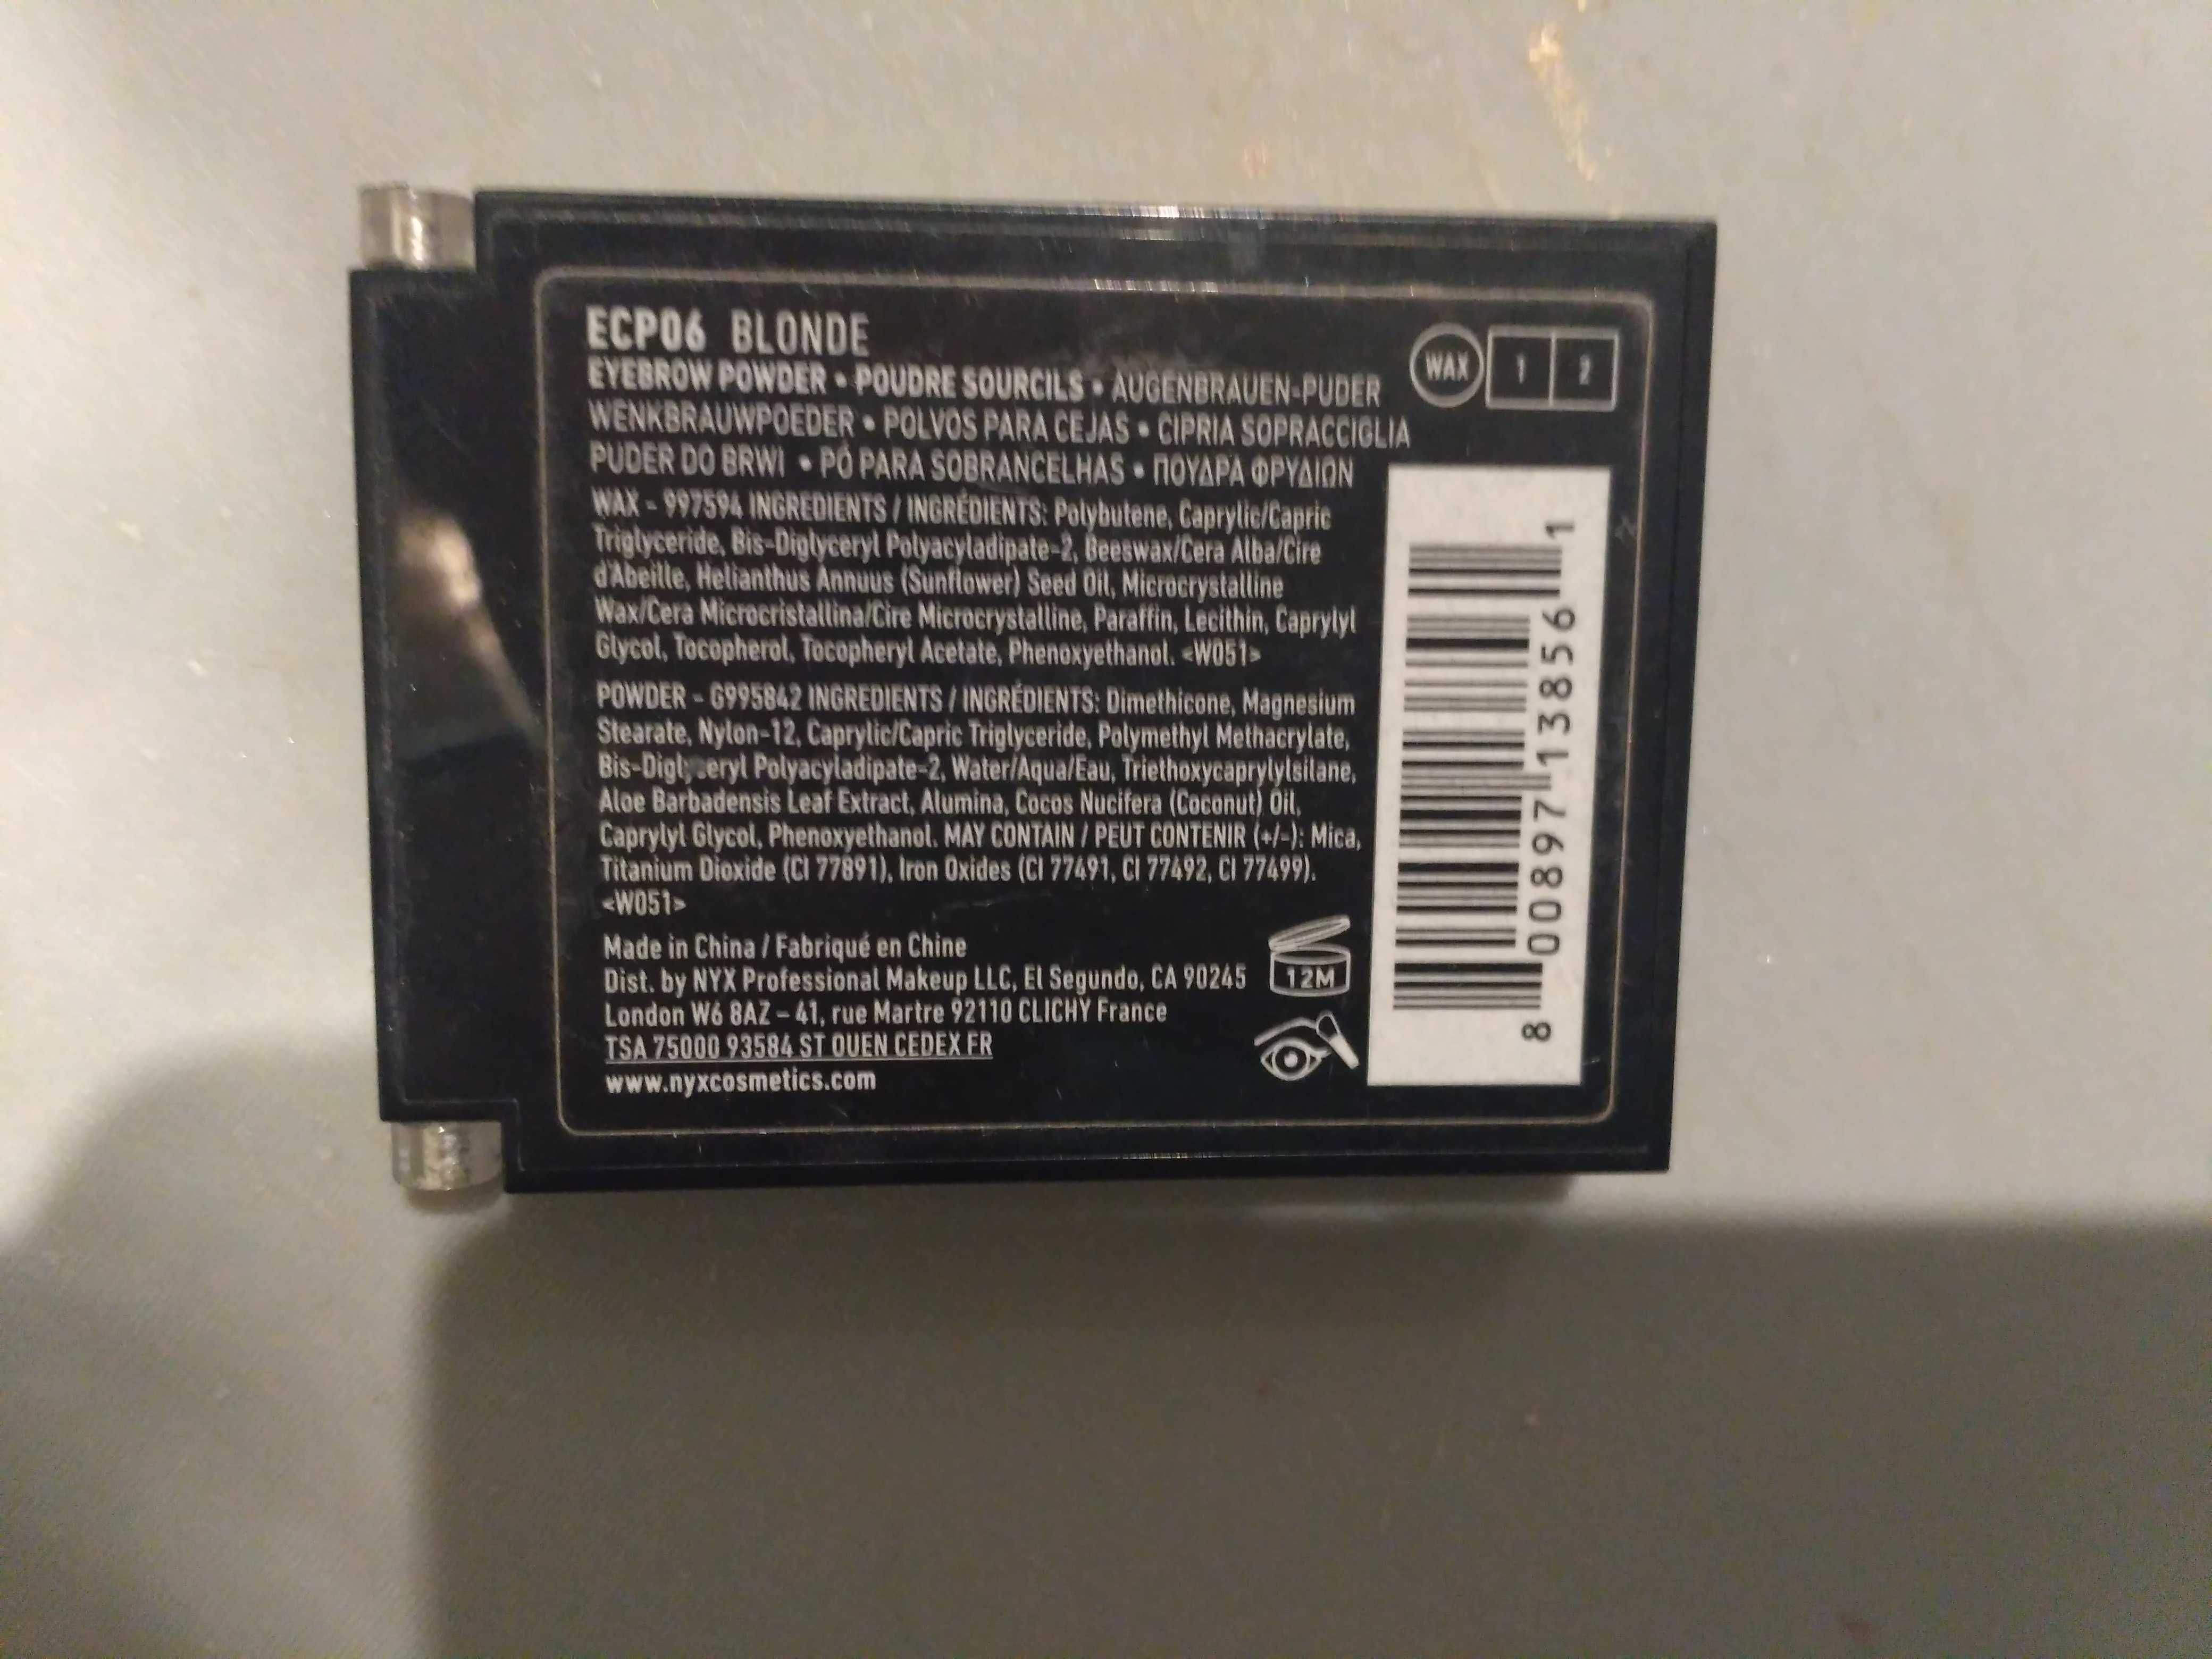 ECP06 BLONDE
EYEBROW POWDER • POUDRE SOURCILS • AUGENBRAUEN-PUDER
WENKBRAUWPOEDER • POLVOS PARA CEJAS • CIPRIA SOPRACCIGLIA
PUDER DO BRWI • PÓ PARA SOBRANCELHAS • ΠΟΥΔΡΑ ΦΡΥΔΙΩΝ
WAX 1 2
WAX - 997594 INGREDIENTS / INGRÉDIENTS: Polybutene, Caprylic/Capric
Triglyceride, Bis-Diglyceryl Polyacyladipate-2, Beeswax/Cera Alba/Cire
d'Abeille, Helianthus Annuus (Sunflower) Seed Oil, Microcrystalline
Wax/Cera Microcristallina/Cire Microcrystalline, Paraffin, Lecithin, Caprylyl
Glycol, Tocopherol, Tocopheryl Acetate, Phenoxyethanol. <W051>
POWDER - G995842 INGREDIENTS / INGRÉDIENTS: Dimethicone, Magnesium
Stearate, Nylon-12, Caprylic/Capric Triglyceride, Polymethyl Methacrylate,
Bis-Diglyceryl Polyacyladipate-2, Water/Aqua/Eau, Triethoxycaprylylsilane,
Aloe Barbadensis Leaf Extract, Alumina, Cocos Nucifera (Coconut) Oil,
Caprylyl Glycol, Phenoxyethanol. MAY CONTAIN / PEUT CONTENIR (+/-): Mica,
Titanium Dioxide (CI 77891), Iron Oxides (CI 77491, CI 77492, CI 77499).
<W051>
Made in China / Fabriqué en Chine
Dist. by NYX Professional Makeup LLC, El Segundo, CA 90245
London W6 8AZ – 41, rue Martre 92110 CLICHY France
TSA 75000 93584 ST OUEN CEDEX FR
www.nyxcosmetics.com
12M
8 00897 13856 1